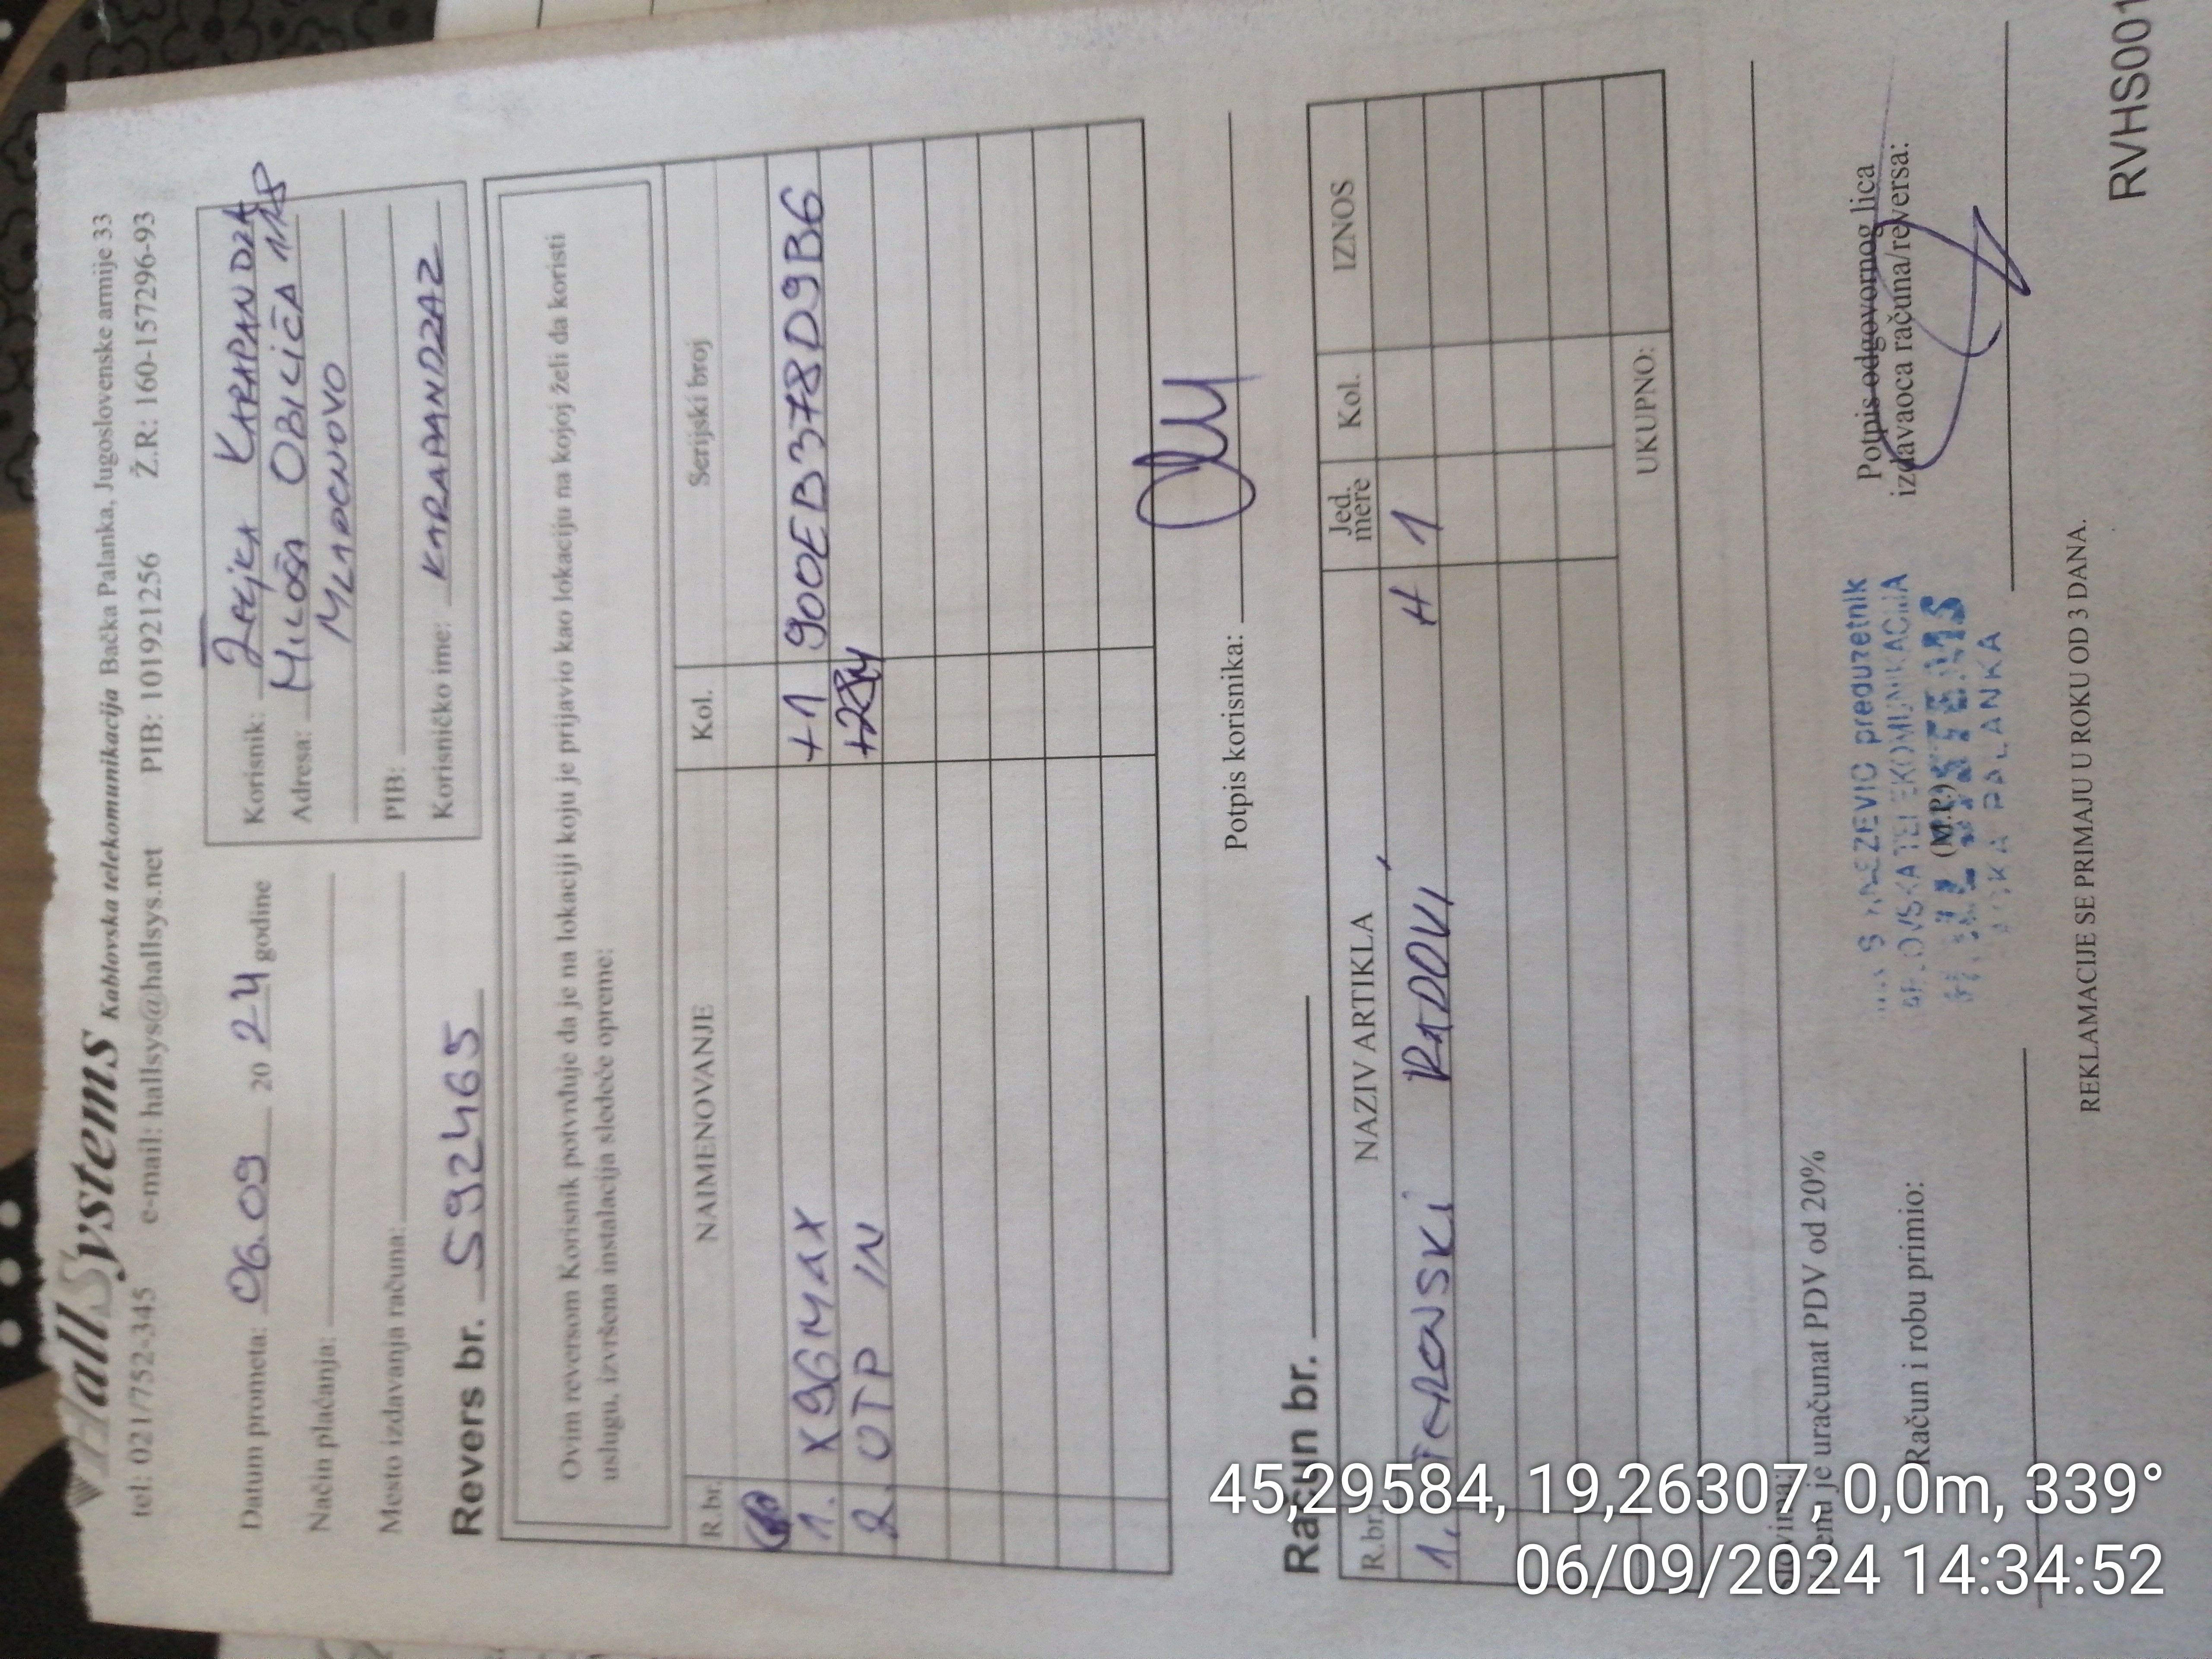 HallSystems Kablovska telekomunikacija Bačka Palanka, Jugoslovenske armije 33
tel: 021/752-345 e-mail: hallsys@hallsys.net PIB: 101921256 Ž.R: 160-157296-93
Datum prometa: 06.09 20 24 godine
Način plaćanja:
Mesto izdavanja računa:
Korisnik: KARAPANDZA
Adresa: MILOŠA OBILIĆA 118
MLADENOVO
PIB:
Korisničko ime: KARAPANDZAZ
Revers br. 592465
Ovim reversom Korisnik potvrđuje da je na lokaciji koju je prijavio kao lokaciju na kojoj želi da koristi
uslugu, izvršena instalacija sledeće opreme:
R.br. NAIMENOVANJE Kol. Serijski broj
1. X9GMAX +1 900EB378D9B6
2. OTP IN
Potpis korisnika:
Račun br.
R.br. NAZIV ARTIKLA Jed. mere Kol. IZNOS
1. RADOVI H 1
UKUPNO:
cenu je uračunat PDV od 20%
Račun i robu primio:
(M.P.)
preduzetnik
PALANKA
Potpis odgovornog lica
izdavaoca računa/reversa:
REKLAMACIJE SE PRIMAJU U ROKU OD 3 DANA.
RVHS001
45,29584, 19,26307, 0,0m, 339°
06/09/2024 14:34:52